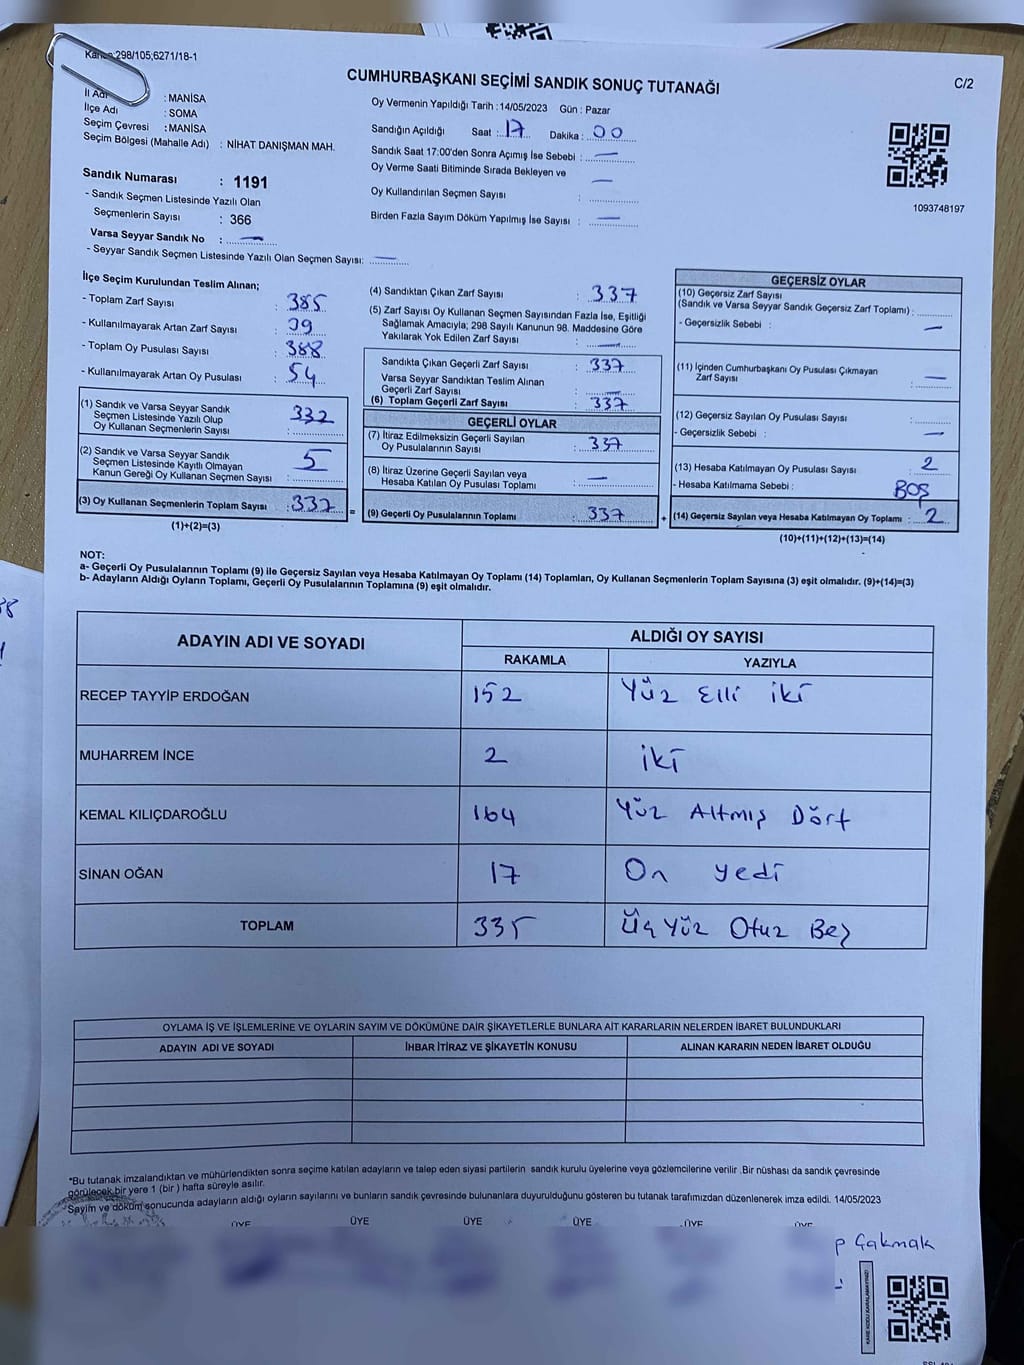 Kanun:298/105;6271/18-1
CUMHURBAŞKANI SEÇİMİ SANDIK SONUÇ TUTANAĞI
C/2
İl Adı : MANİSA
İlçe Adı : SOMA
Seçim Çevresi : MANİSA
Seçim Bölgesi (Mahalle Adı) : NİHAT DANIŞMAN MAH.
Sandık Numarası : 1191
- Sandık Seçmen Listesinde Yazılı Olan
Seçmenlerin Sayısı : 366
Varsa Seyyar Sandık No : —
- Seyyar Sandık Seçmen Listesinde Yazılı Olan Seçmen Sayısı: —
Oy Vermenin Yapıldığı Tarih : 14/05/2023 Gün : Pazar
Sandığın Açıldığı Saat : 17 Dakika : 00
Sandık Saat 17:00'den Sonra Açımış İse Sebebi : —
Oy Verme Saati Bitiminde Sırada Bekleyen ve —
Oy Kullandırılan Seçmen Sayısı :
Birden Fazla Sayım Döküm Yapılmış İse Sayısı : —
1093748197
İlçe Seçim Kurulundan Teslim Alınan;
- Toplam Zarf Sayısı : 385
- Kullanılmayarak Artan Zarf Sayısı : 39
- Toplam Oy Pusulası Sayısı : 388
- Kullanılmayarak Artan Oy Pusulası : 54
(1) Sandık ve Varsa Seyyar Sandık
Seçmen Listesinde Yazılı Olup
Oy Kullanan Seçmenlerin Sayısı : 332
(2) Sandık ve Varsa Seyyar Sandık
Seçmen Listesinde Kayıtlı Olmayan
Kanun Gereği Oy Kullanan Seçmen Sayısı : 5
(3) Oy Kullanan Seçmenlerin Toplam Sayısı : 337 =
(1)+(2)=(3)
(4) Sandıktan Çıkan Zarf Sayısı : 337
(5) Zarf Sayısı Oy Kullanan Seçmen Sayısından Fazla İse, Eşitliği
Sağlamak Amacıyla; 298 Sayılı Kanunun 98. Maddesine Göre
Yakılarak Yok Edilen Zarf Sayısı : —
Sandıkta Çıkan Geçerli Zarf Sayısı : 337
Varsa Seyyar Sandıktan Teslim Alınan
Geçerli Zarf Sayısı : —
(6) Toplam Geçerli Zarf Sayısı : 337
GEÇERLİ OYLAR
(7) İtiraz Edilmeksizin Geçerli Sayılan
Oy Pusulalarının Sayısı : 337
(8) İtiraz Üzerine Geçerli Sayılan veya
Hesaba Katılan Oy Pusulası Toplamı : —
(9) Geçerli Oy Pusulalarının Toplamı : 337 +
GEÇERSİZ OYLAR
(10) Geçersiz Zarf Sayısı
(Sandık ve Varsa Seyyar Sandık Geçersiz Zarf Toplamı) :
- Geçersizlik Sebebi : —
(11) İçinden Cumhurbaşkanı Oy Pusulası Çıkmayan
Zarf Sayısı : —
(12) Geçersiz Sayılan Oy Pusulası Sayısı :
- Geçersizlik Sebebi : —
(13) Hesaba Katılmayan Oy Pusulası Sayısı : 2
- Hesaba Katılmama Sebebi : BOŞ
(14) Geçersiz Sayılan veya Hesaba Katılmayan Oy Toplamı : 2
(10)+(11)+(12)+(13)=(14)
NOT:
a- Geçerli Oy Pusulalarının Toplamı (9) ile Geçersiz Sayılan veya Hesaba Katılmayan Oy Toplamı (14) Toplamları, Oy Kullanan Seçmenlerin Toplam Sayısına (3) eşit olmalıdır. (9)+(14)=(3)
b- Adayların Aldığı Oyların Toplamı, Geçerli Oy Pusulalarının Toplamına (9) eşit olmalıdır.
ADAYIN ADI VE SOYADI ALDIĞI OY SAYISI
RAKAMLA YAZIYLA
RECEP TAYYİP ERDOĞAN 152 Yüz Elli iki
MUHARREM İNCE 2 iki
KEMAL KILIÇDAROĞLU 164 Yüz Altmış Dört
SİNAN OĞAN 17 On yedi
TOPLAM 335 Üç Yüz Otuz Beş
OYLAMA İŞ VE İŞLEMLERİNE VE OYLARIN SAYIM VE DÖKÜMÜNE DAİR ŞİKAYETLERLE BUNLARA AİT KARARLARIN NELERDEN İBARET BULUNDUKLARI
ADAYIN ADI VE SOYADI İHBAR İTİRAZ VE ŞİKAYETİN KONUSU ALINAN KARARIN NEDEN İBARET OLDUĞU
*Bu tutanak imzalandıktan ve mühürlendikten sonra seçime katılan adayların ve talep eden siyasi partilerin sandık kurulu üyelerine veya gözlemcilerine verilir .Bir nüshası da sandık çevresinde
görülecek bir yere 1 (bir ) hafta süreyle asılır.
Sayım ve döküm sonucunda adayların aldığı oyların sayılarını ve bunların sandık çevresinde bulunanlara duyurulduğunu gösteren bu tutanak tarafımızdan düzenlenerek imza edildi. 14/05/2023
ÜYE ÜYE ÜYE ÜYE ÜYE ÜYE
p Çakmak
KARE KODU KARALAMAYINIZ!